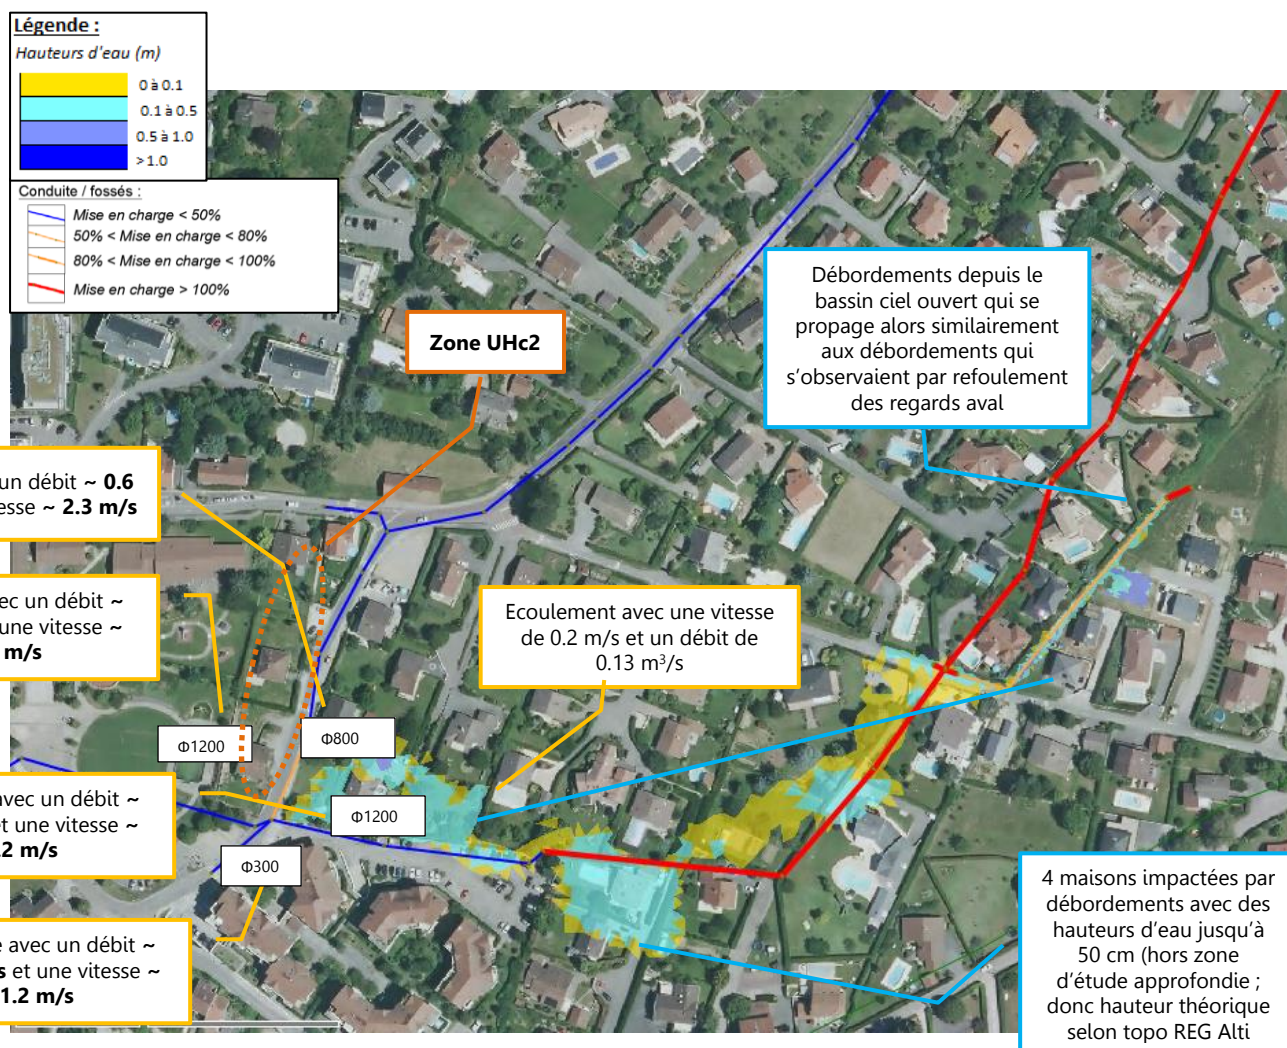 Légende :
Hauteurs d'eau (m)
0 à 0.1
0.1 à 0.5
0.5 à 1.0
>1.0
Conduite / fossés :
Mise en charge < 50%
50% < Mise en charge < 80%
80% < Mise en charge < 100%
Mise en charge > 100%
Zone UHc2
Débordements depuis le
bassin ciel ouvert qui se
propage alors similairement
aux débordements qui
s'observaient par refoulement
des regards aval
un débit ~ 0.6
esse ~ 2.3 m/s
ec un débit ~
une vitesse ~
m/s
Ecoulement avec une vitesse
de 0.2 m/s et un débit de
0.13 m³/s
Φ1200
Φ800
avec un débit ~
et une vitesse ~
.2 m/s
Φ1200
Φ300
e avec un débit ~
s et une vitesse ~
1.2 m/s
4 maisons impactées par
débordements avec des
hauteurs d'eau jusqu'à
50 cm (hors zone
d'étude approfondie ;
donc hauteur théorique
selon topo REG Alti